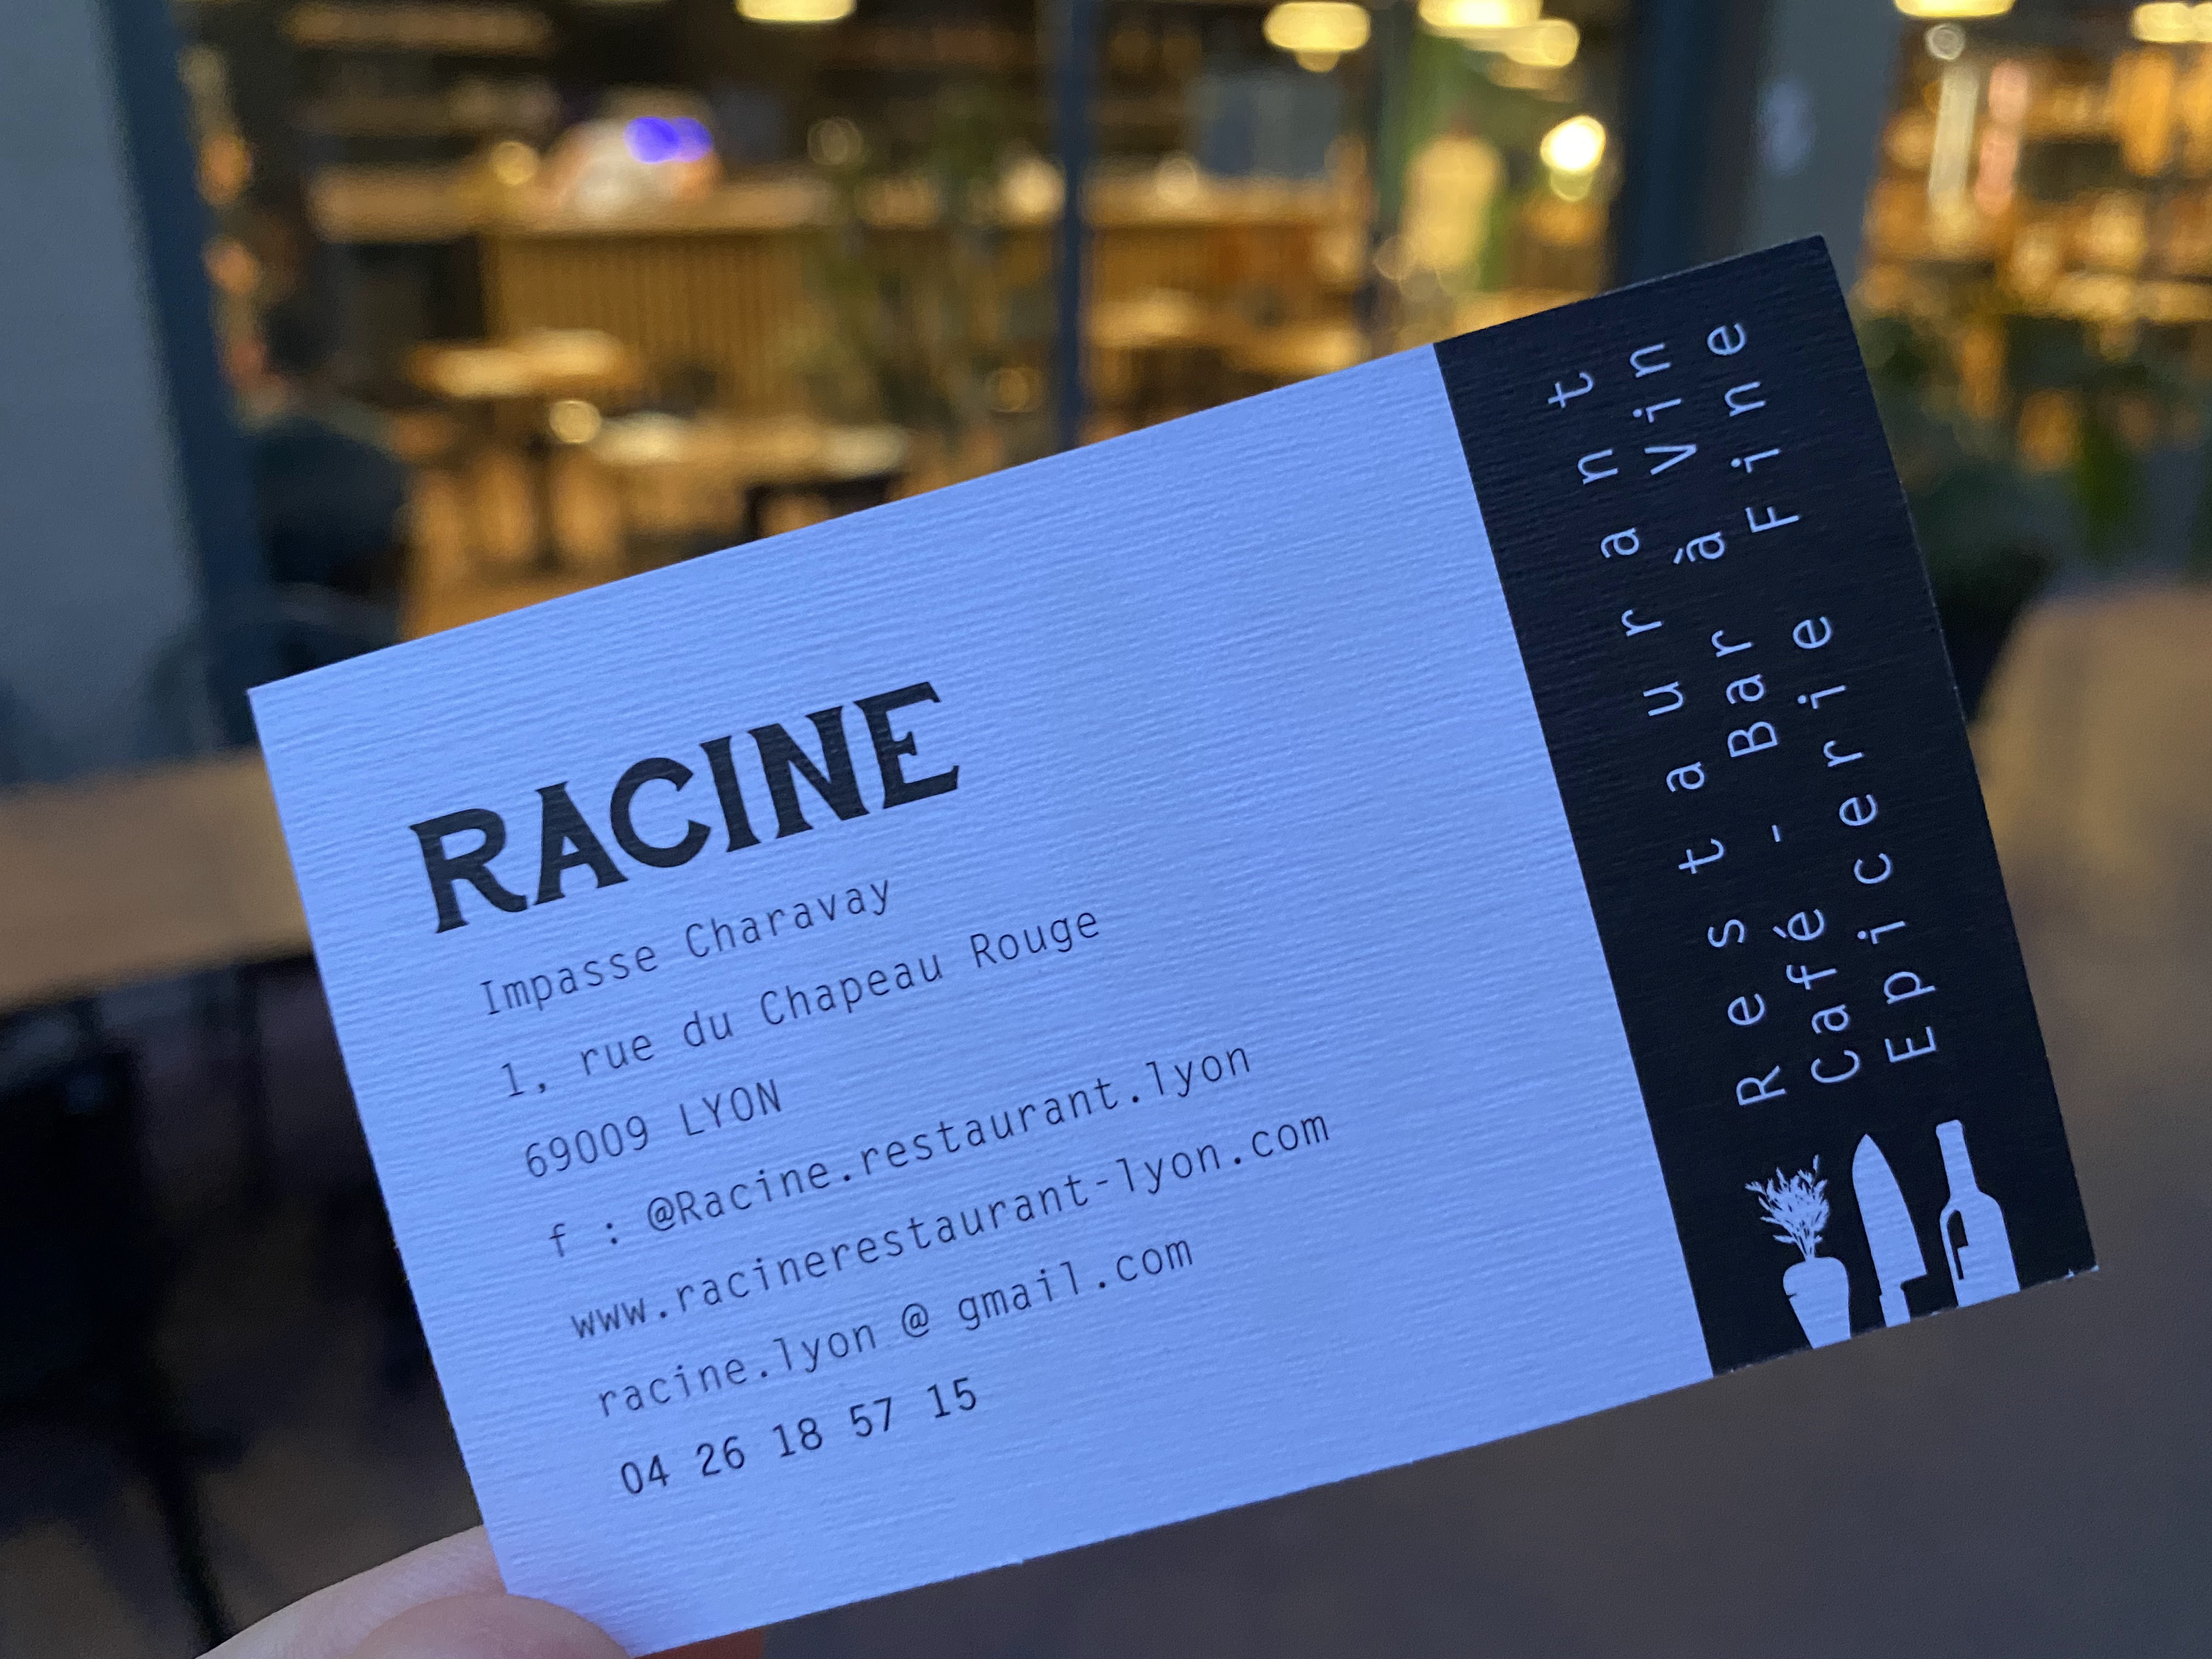 RACINE
Impasse Charavay
1, rue du Chapeau Rouge
69009 LYON
f : @Racine.restaurant.lyon
www.racinerestaurant-lyon.com
racine.lyon @ gmail.com
04 26 18 57 15
Restaurant
Café - Bar à Vin
Epicerie Fine